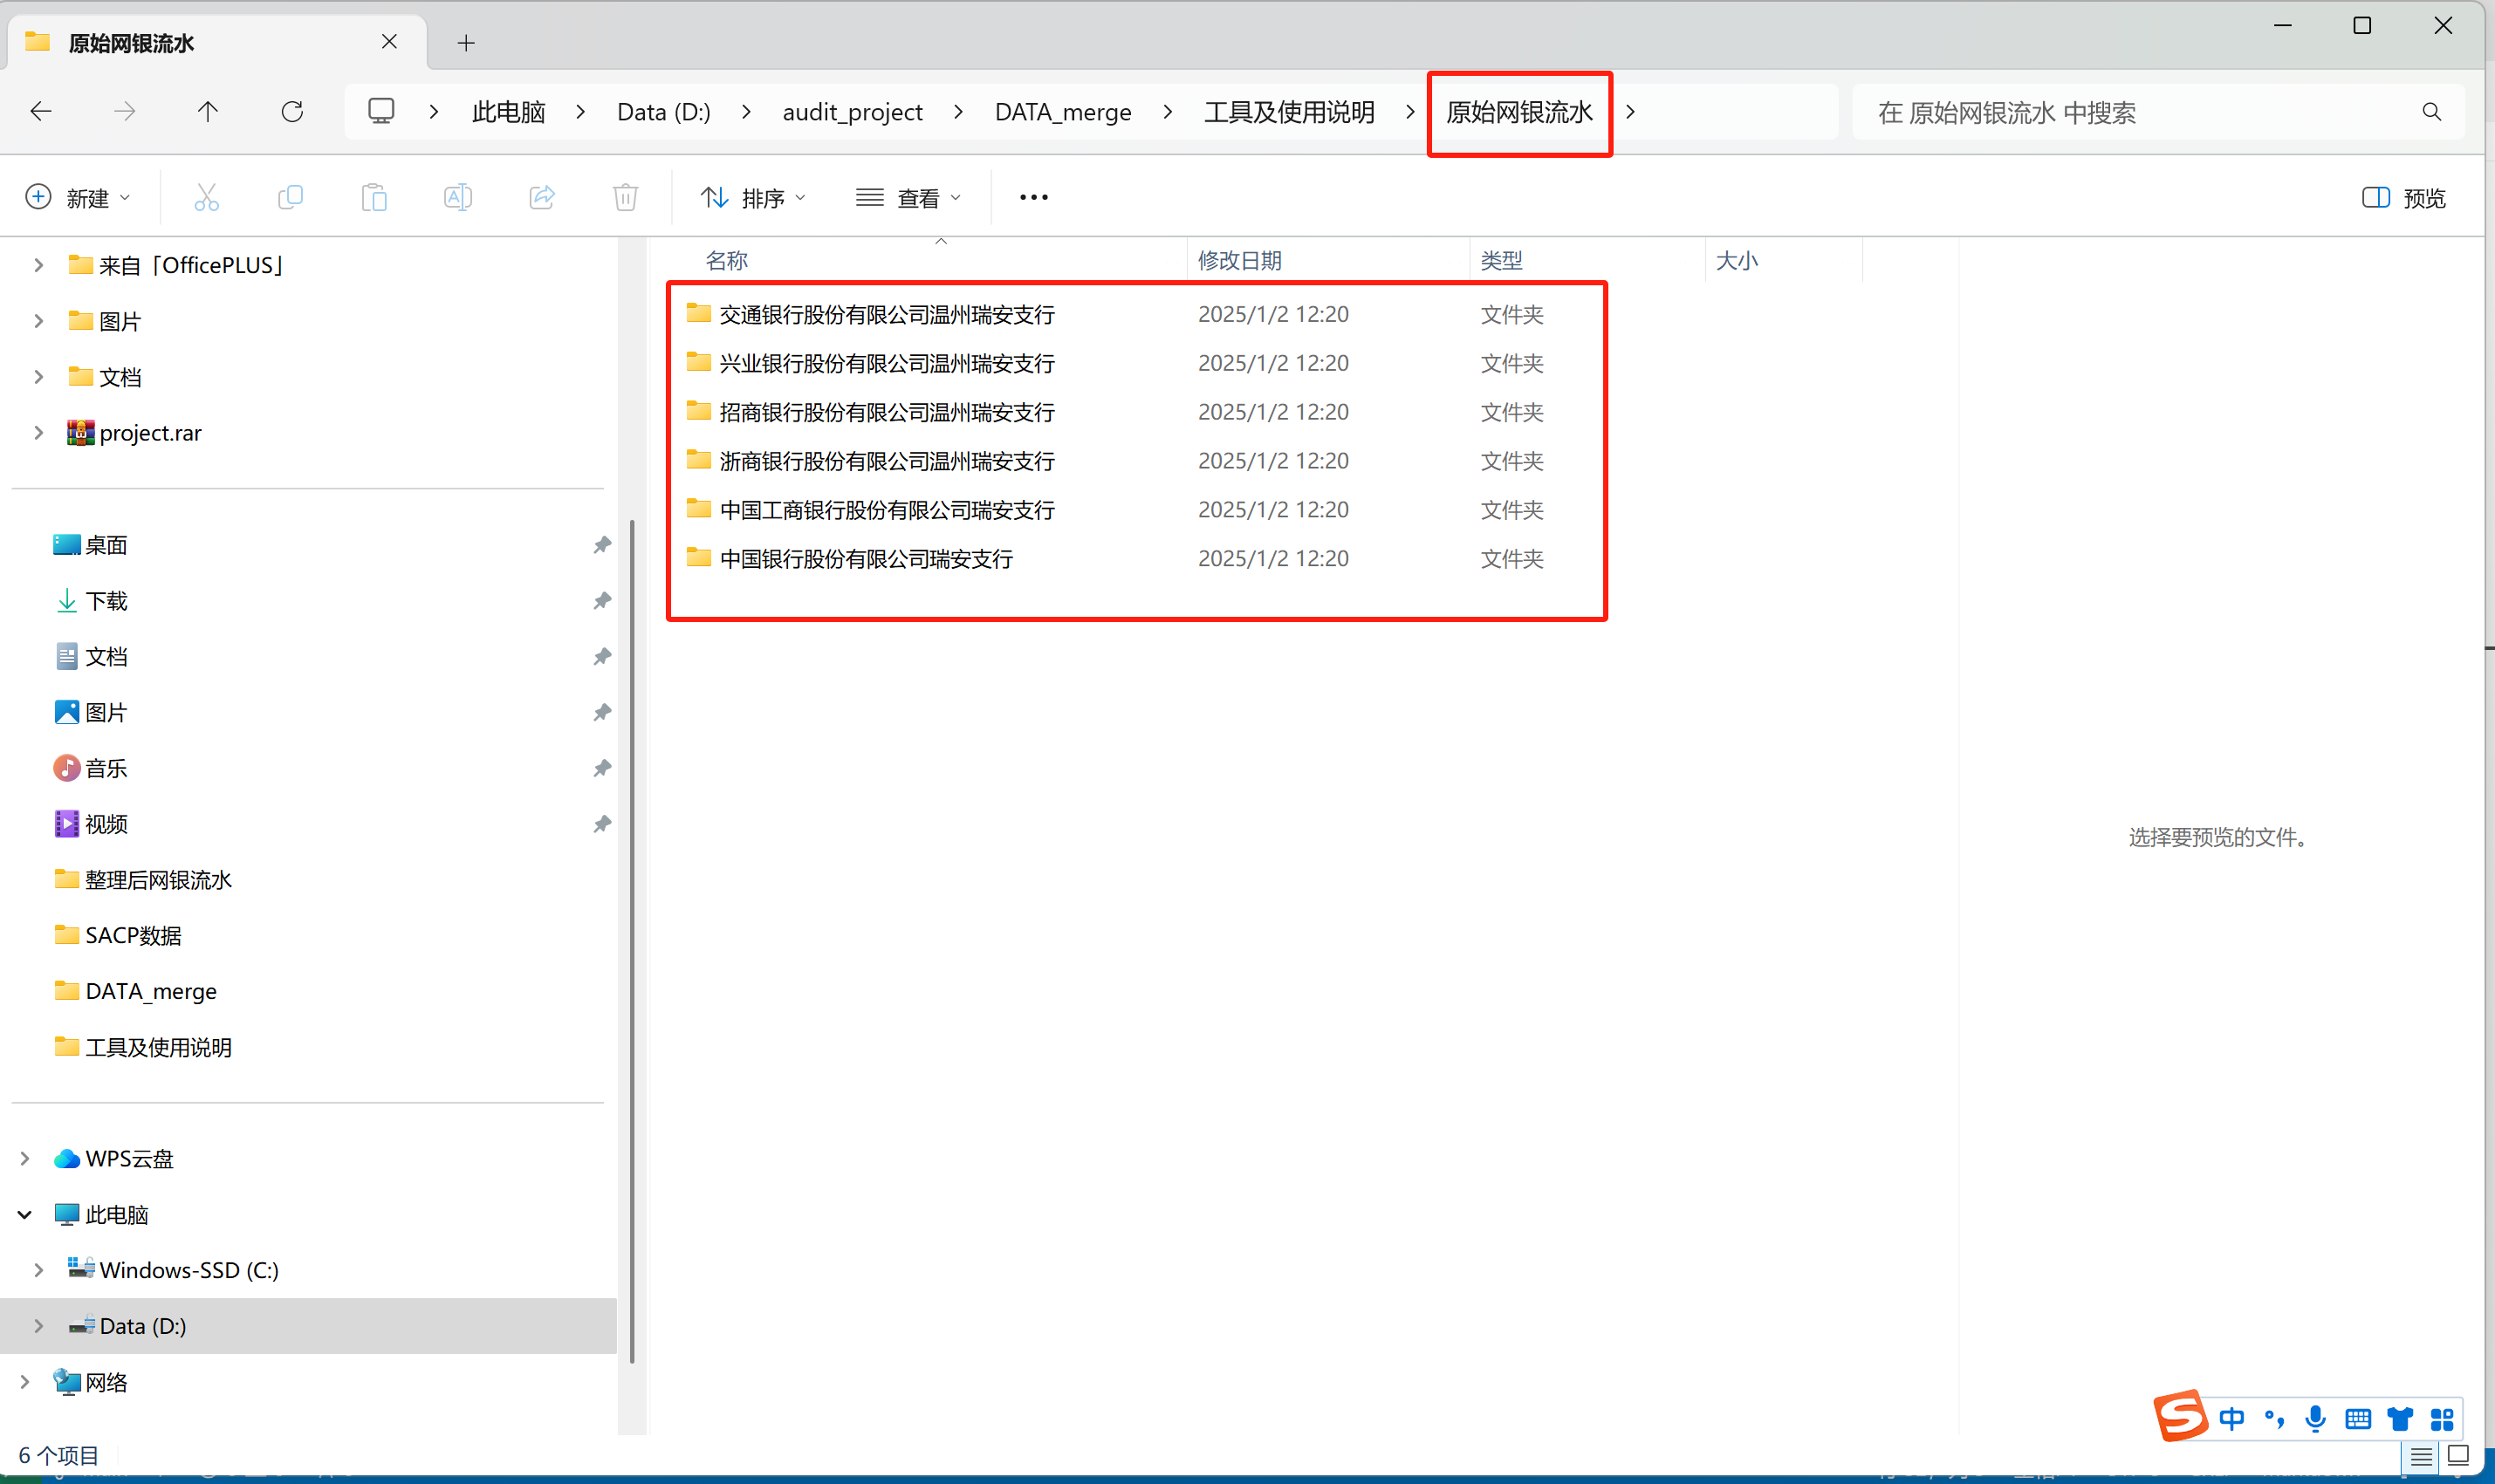 原始网银流水
此电脑 Data (D:) audit_project DATA_merge 工具及使用说明 原始网银流水
在 原始网银流水 中搜索
新建 排序 查看 预览
来自「OfficePLUS」
图片
文档
project.rar
桌面
下载
文档
图片
音乐
视频
整理后网银流水
SACP数据
DATA_merge
工具及使用说明
WPS云盘
此电脑
Windows-SSD (C:)
Data (D:)
网络
名称 修改日期 类型 大小
交通银行股份有限公司温州瑞安支行 2025/1/2 12:20 文件夹
兴业银行股份有限公司温州瑞安支行 2025/1/2 12:20 文件夹
招商银行股份有限公司温州瑞安支行 2025/1/2 12:20 文件夹
浙商银行股份有限公司温州瑞安支行 2025/1/2 12:20 文件夹
中国工商银行股份有限公司瑞安支行 2025/1/2 12:20 文件夹
中国银行股份有限公司瑞安支行 2025/1/2 12:20 文件夹
选择要预览的文件。
中
6 个项目